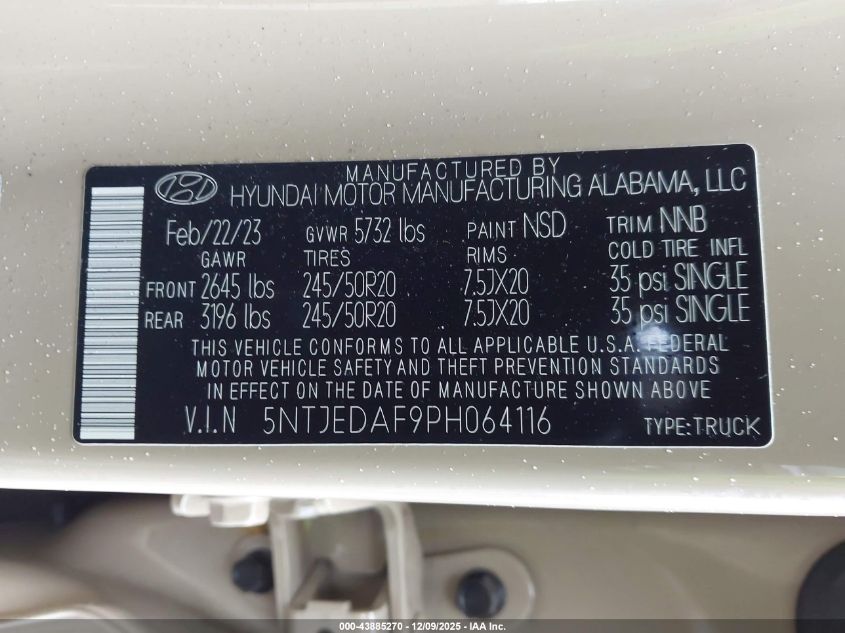 MANUFACTURED BY
HYUNDAI MOTOR MANUFACTURING ALABAMA, LLC
Feb/22/23 GVWR 5732 lbs PAINT NSD TRIM NNB
GAWR TIRES RIMS COLD TIRE INFL
FRONT 2645 lbs 245/50R20 7.5JX20 35 psi SINGLE
REAR 3196 lbs 245/50R20 7.5JX20 35 psi SINGLE
THIS VEHICLE CONFORMS TO ALL APPLICABLE U.S.A. FEDERAL
MOTOR VEHICLE SAFETY AND THEFT PREVENTION STANDARDS
IN EFFECT ON THE DATE OF MANUFACTURE SHOWN ABOVE
V.I.N 5NTJEDAF9PH064116 TYPE:TRUCK
000-43885270 - 12/09/2025 - IAA Inc.